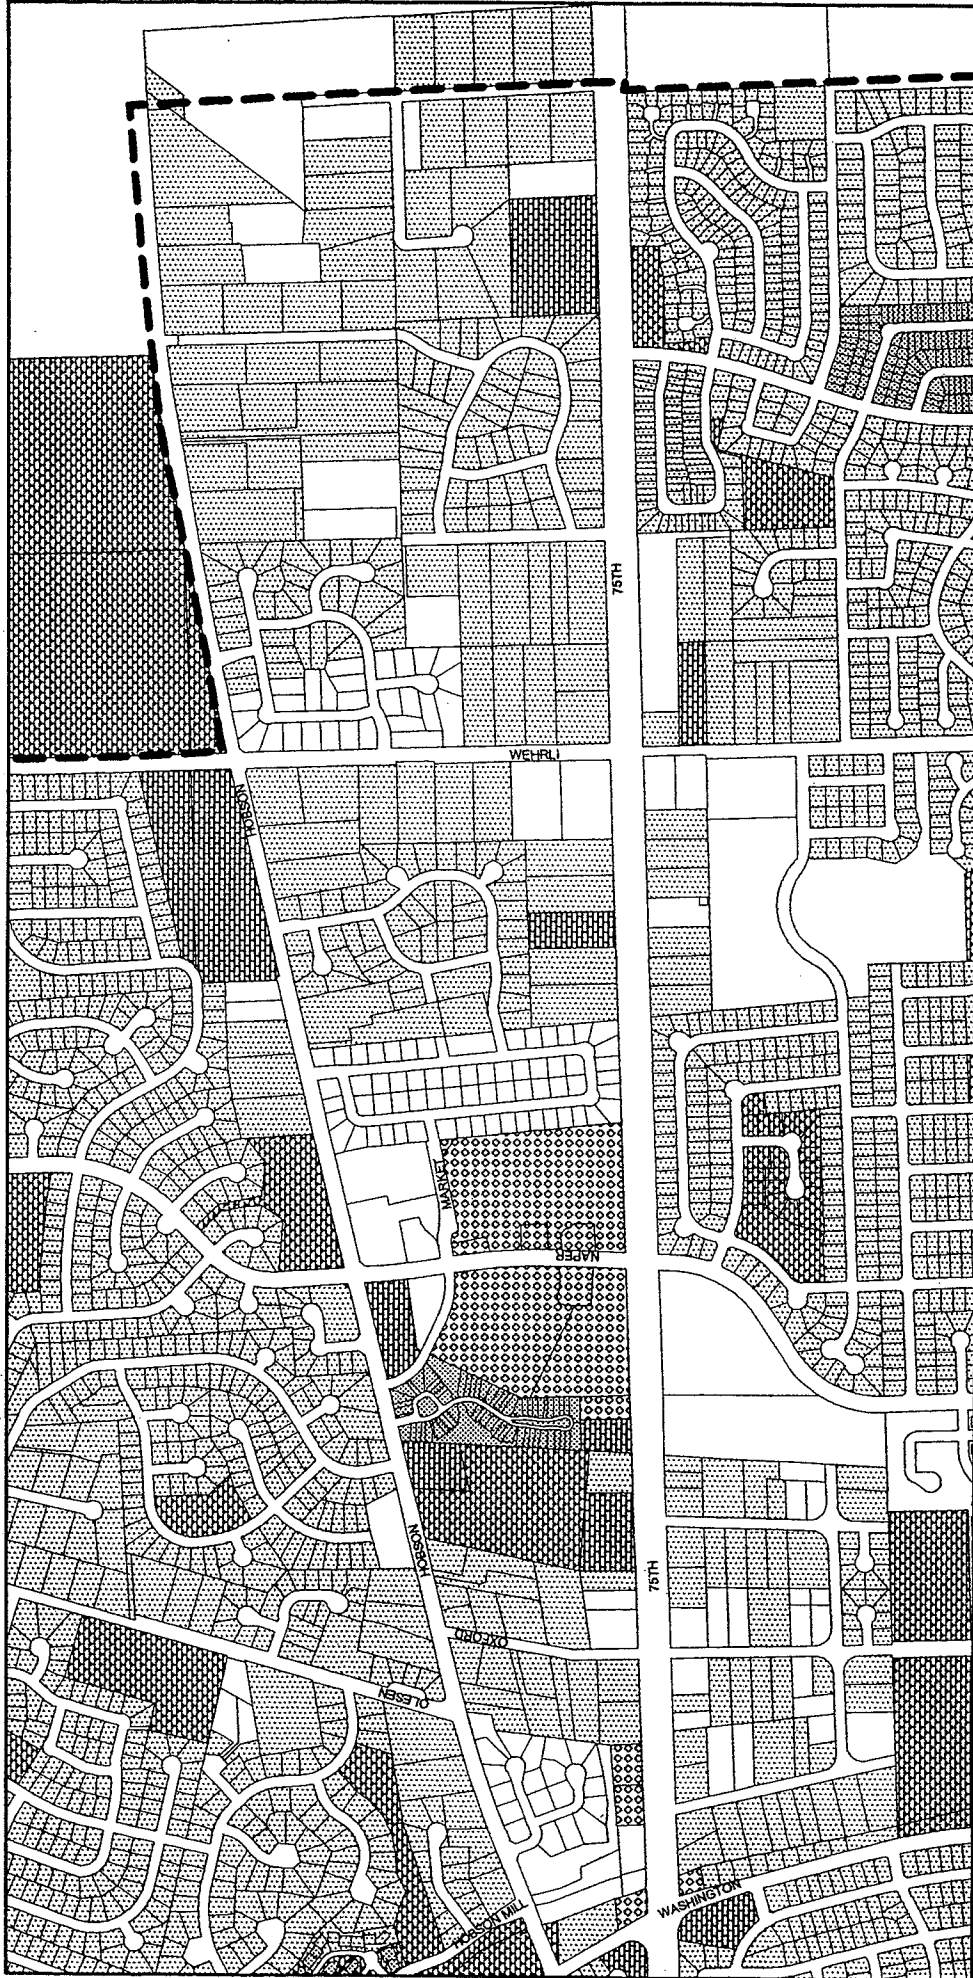 75TH
WEHRLI
HOBSON
MARKET
NAPER
HOBSON
75TH
OXFORD
OLESEN
WASHINGTON
HOBSON MILL